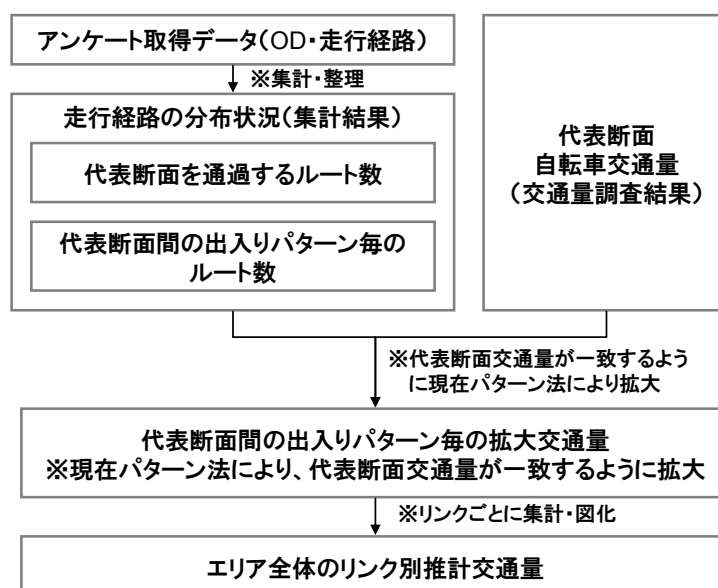 アンケート取得データ(OD・走行経路)
※集計・整理
走行経路の分布状況(集計結果)
代表断面を通過するルート数
代表断面間の出入りパターン毎の
ルート数
代表断面
自転車交通量
(交通量調査結果)
※代表断面交通量が一致するよう
に現在パターン法により拡大
代表断面間の出入りパターン毎の拡大交通量
※現在パターン法により、代表断面交通量が一致するように拡大
※リンクごとに集計・図化
エリア全体のリンク別推計交通量